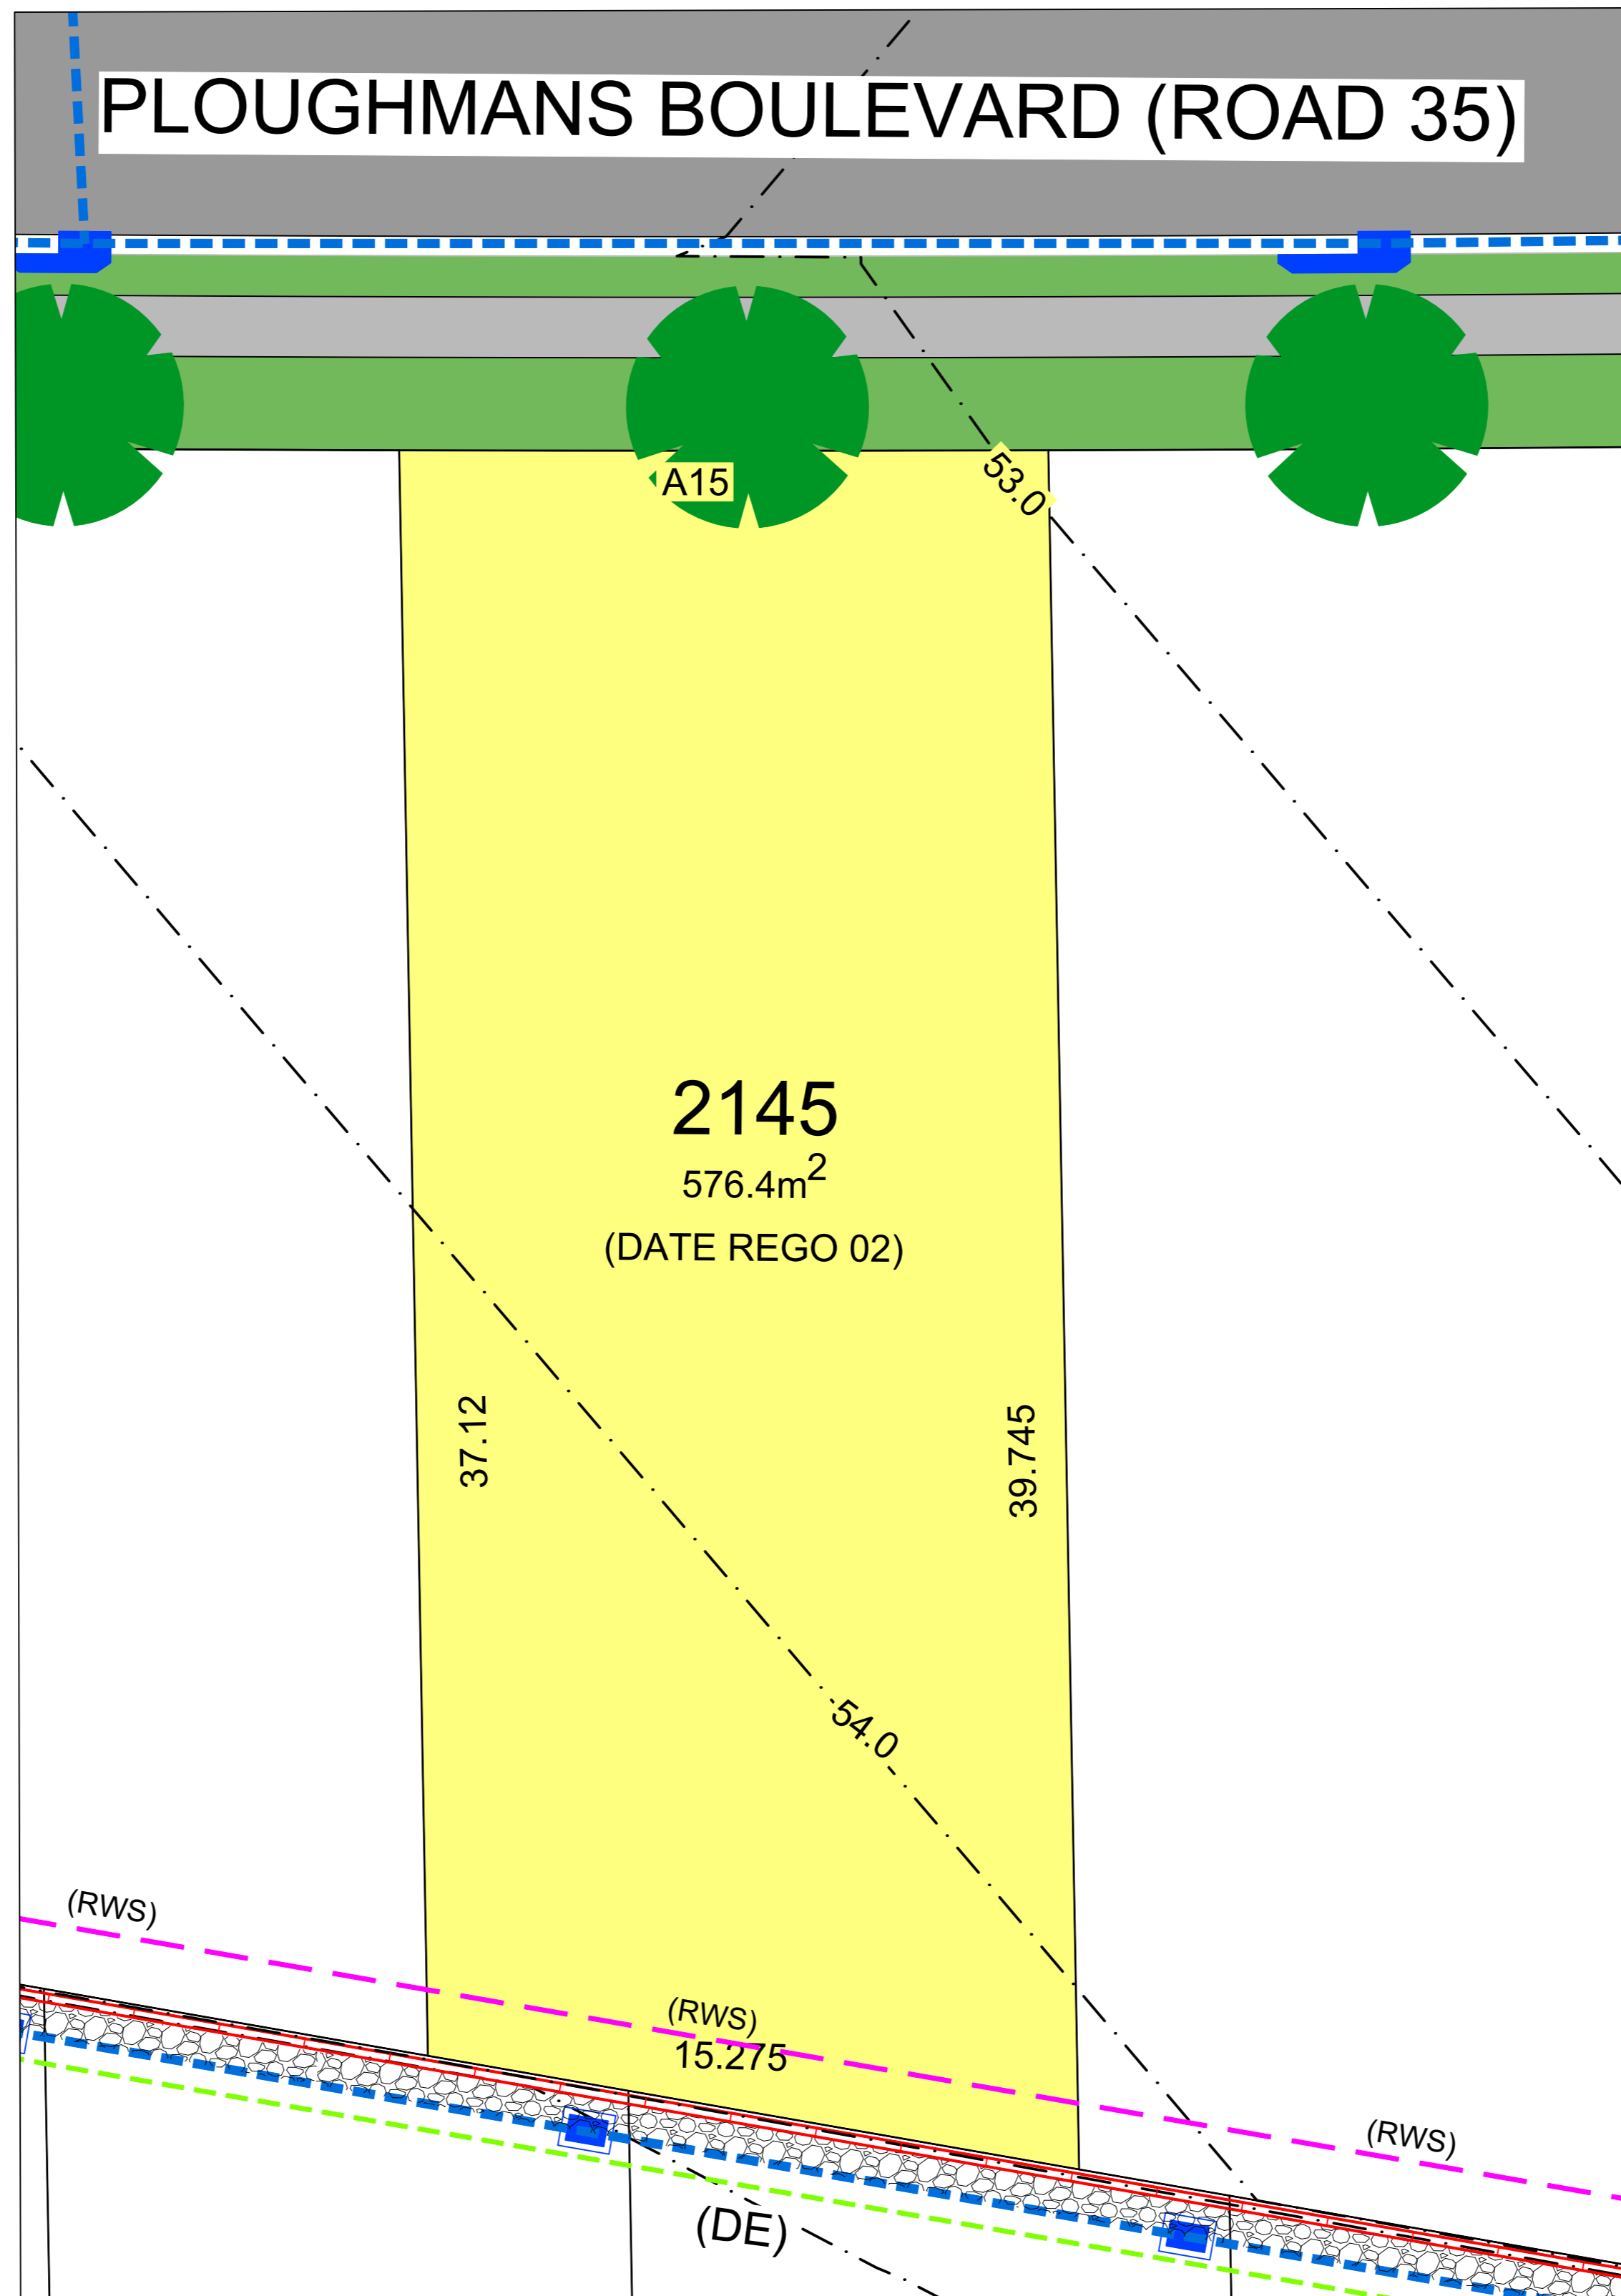 PLOUGHMANS BOULEVARD (ROAD 35)
A15
53.0
2145
576.4m²
(DATE REGO 02)
37.12
39.745
54.0
(RWS)
(RWS)
15.275
(RWS)
(DE)